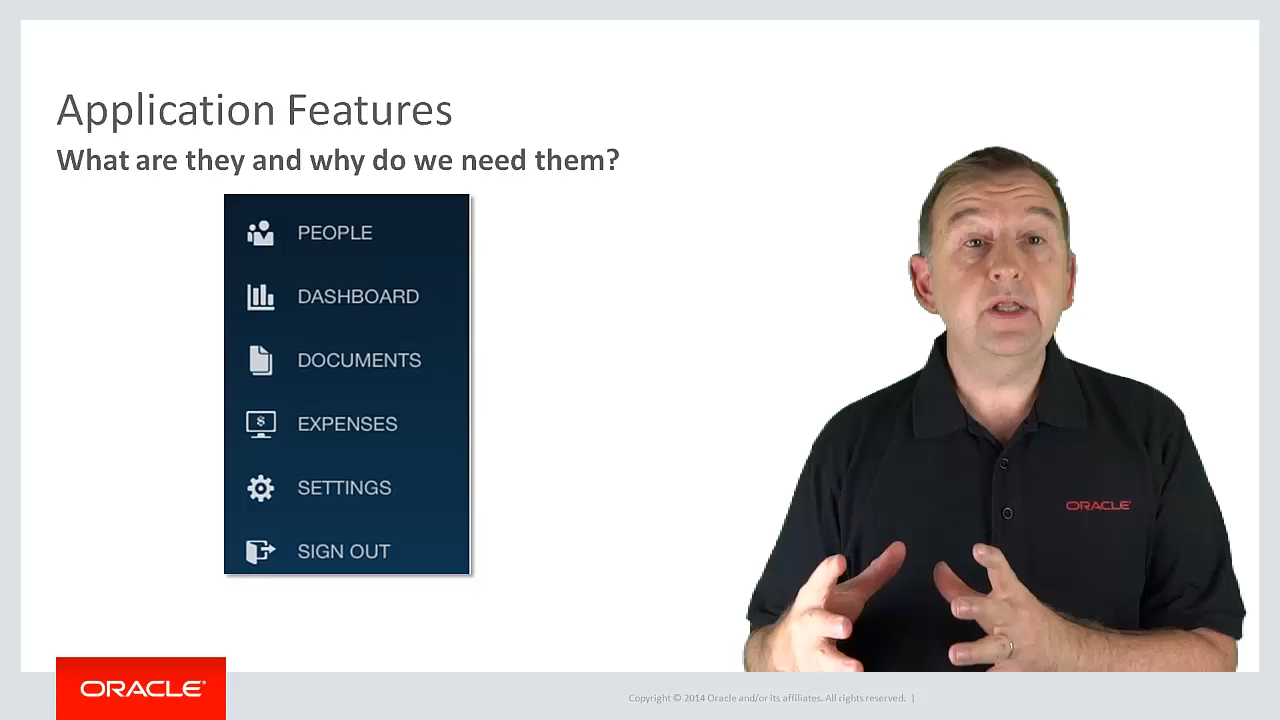 Application Features
What are they and why do we need them?
PEOPLE
DASHBOARD
DOCUMENTS
$
EXPENSES
SETTINGS
SIGN OUT
ORACLE
ORACLE®
Copyright © 2014 Oracle and/or its affiliates. All rights reserved. |